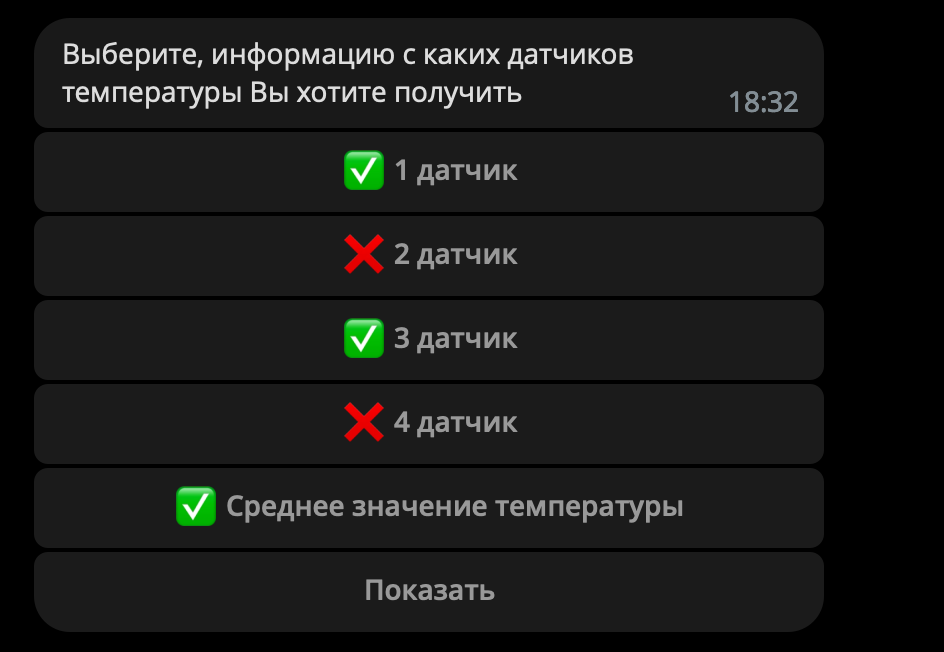 Выберите, информацию с каких датчиков
температуры Вы хотите получить
18:32
✅ 1 датчик
❌ 2 датчик
✅ 3 датчик
❌ 4 датчик
✅ Среднее значение температуры
Показать